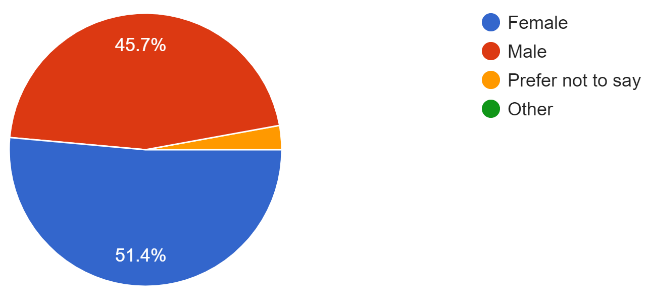 45.7%
51.4%
Female
Male
Prefer not to say
Other